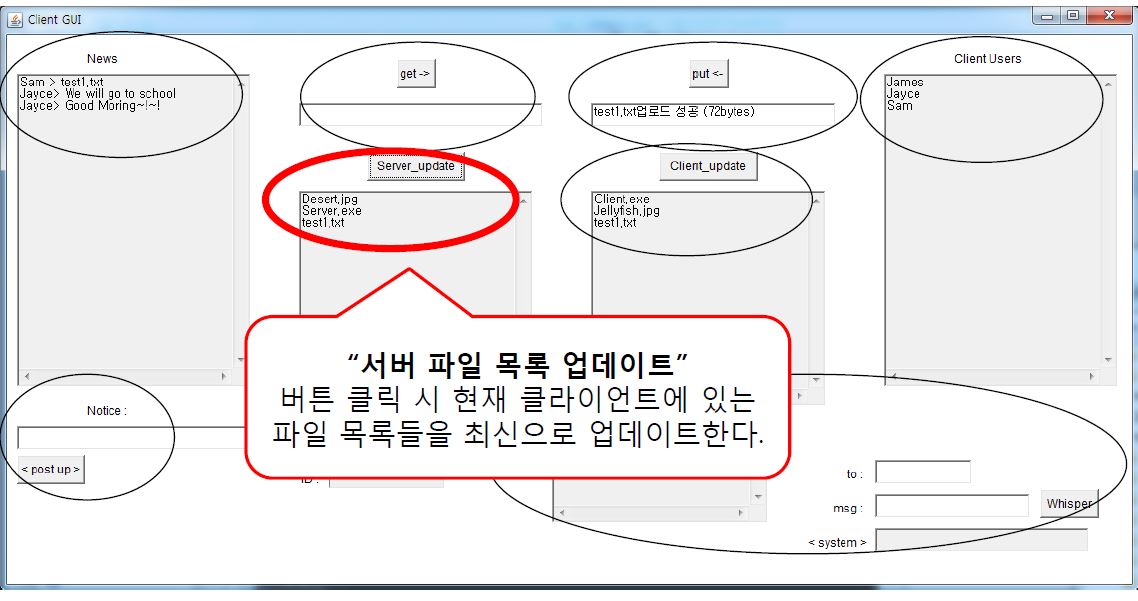 Client GUI
News
Sam > test1.txt
Jayce> We will go to school
Jayce> Good Moring~!~!
get ->
put <-
test1.txt업로드 성공 (72bytes)
Client Users
James
Jayce
Sam
Server_update
Desert.jpg
Server.exe
test1.txt
Client_update
Client.exe
Jellyfish.jpg
test1.txt
“서버 파일 목록 업데이트”
버튼 클릭 시 현재 클라이언트에 있는
파일 목록들을 최신으로 업데이트한다.
Notice :
< post up >
ID :
to :
msg :
Whisper
< system >